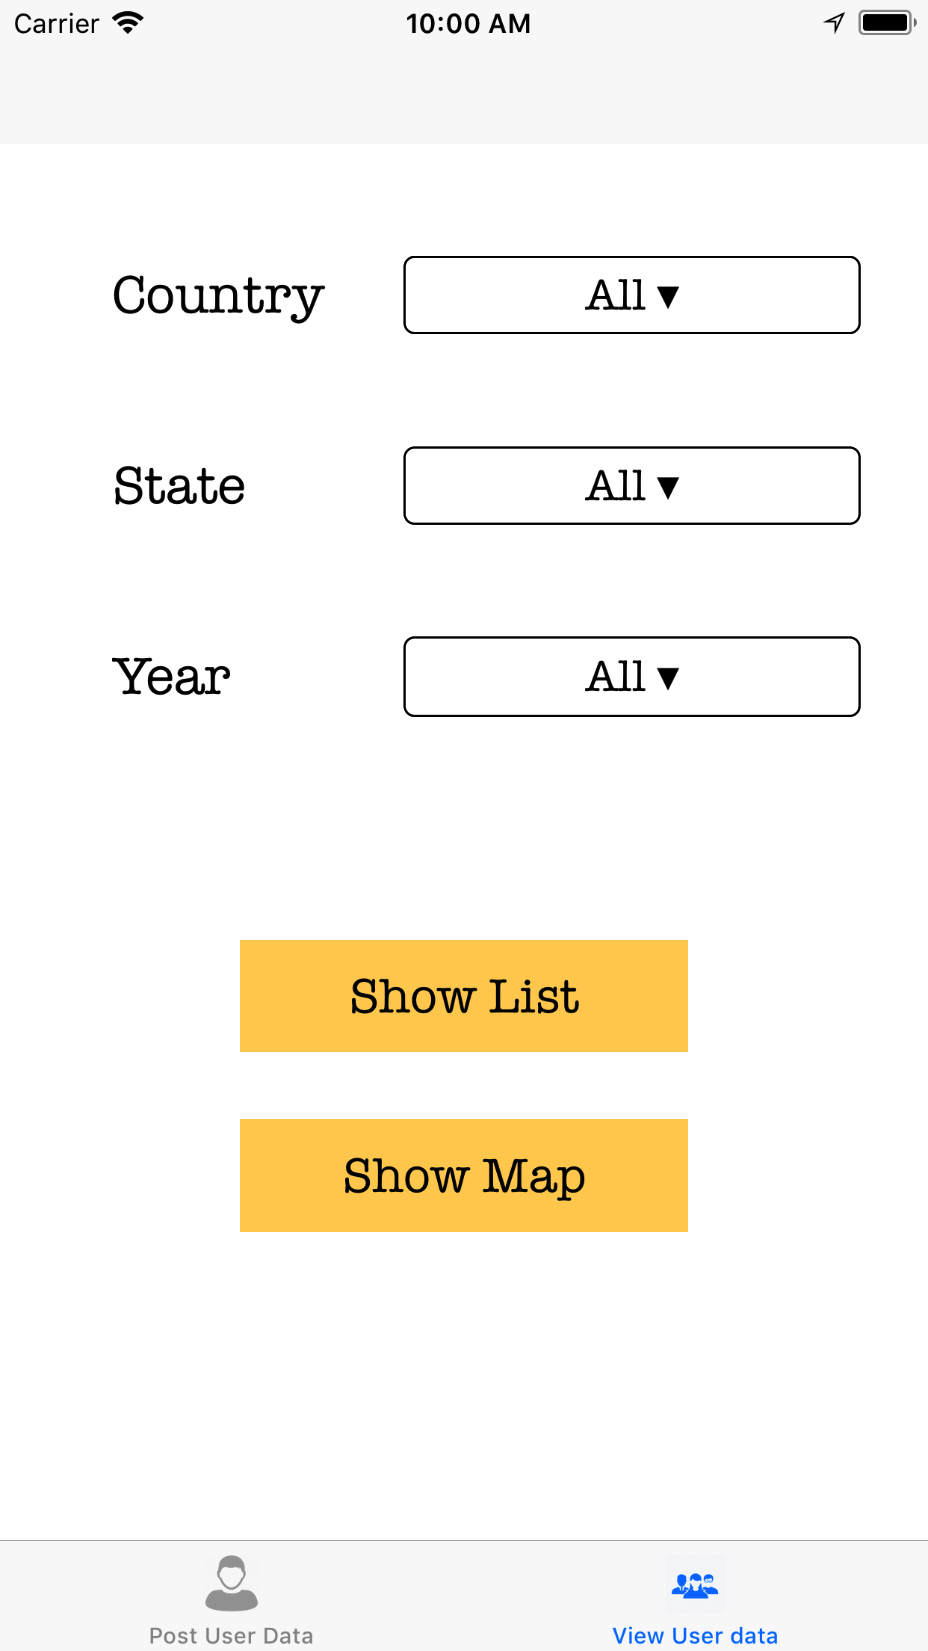 Carrier 10:00 AM
Country All ▼
State All ▼
Year All ▼
Show List
Show Map
Post User Data View User data